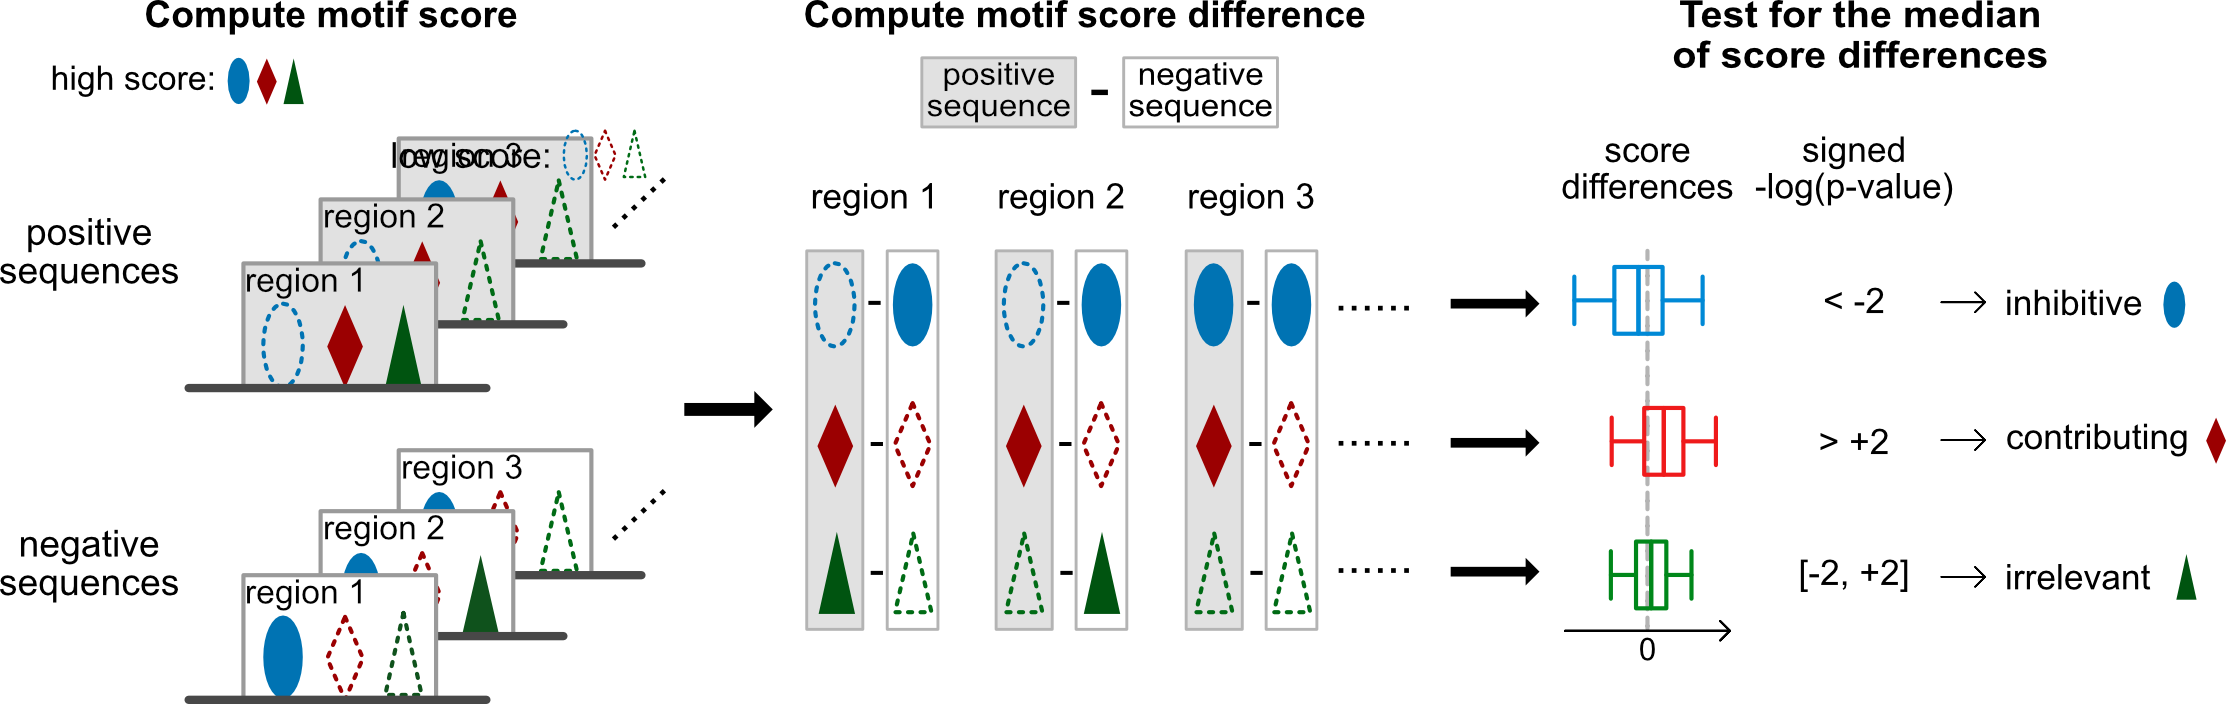 Compute motif score
high score:
low score:
region 3
region 2
region 1
positive
sequences
region 3
region 2
region 1
negative
sequences
Compute motif score difference
positive
sequence
-
negative
sequence
region 1
region 2
region 3
-
-
-
......
-
-
-
......
-
-
-
......
Test for the median
of score differences
score
differences
signed
-log(p-value)
< -2
inhibitive
> +2
contributing
[-2, +2]
irrelevant
0